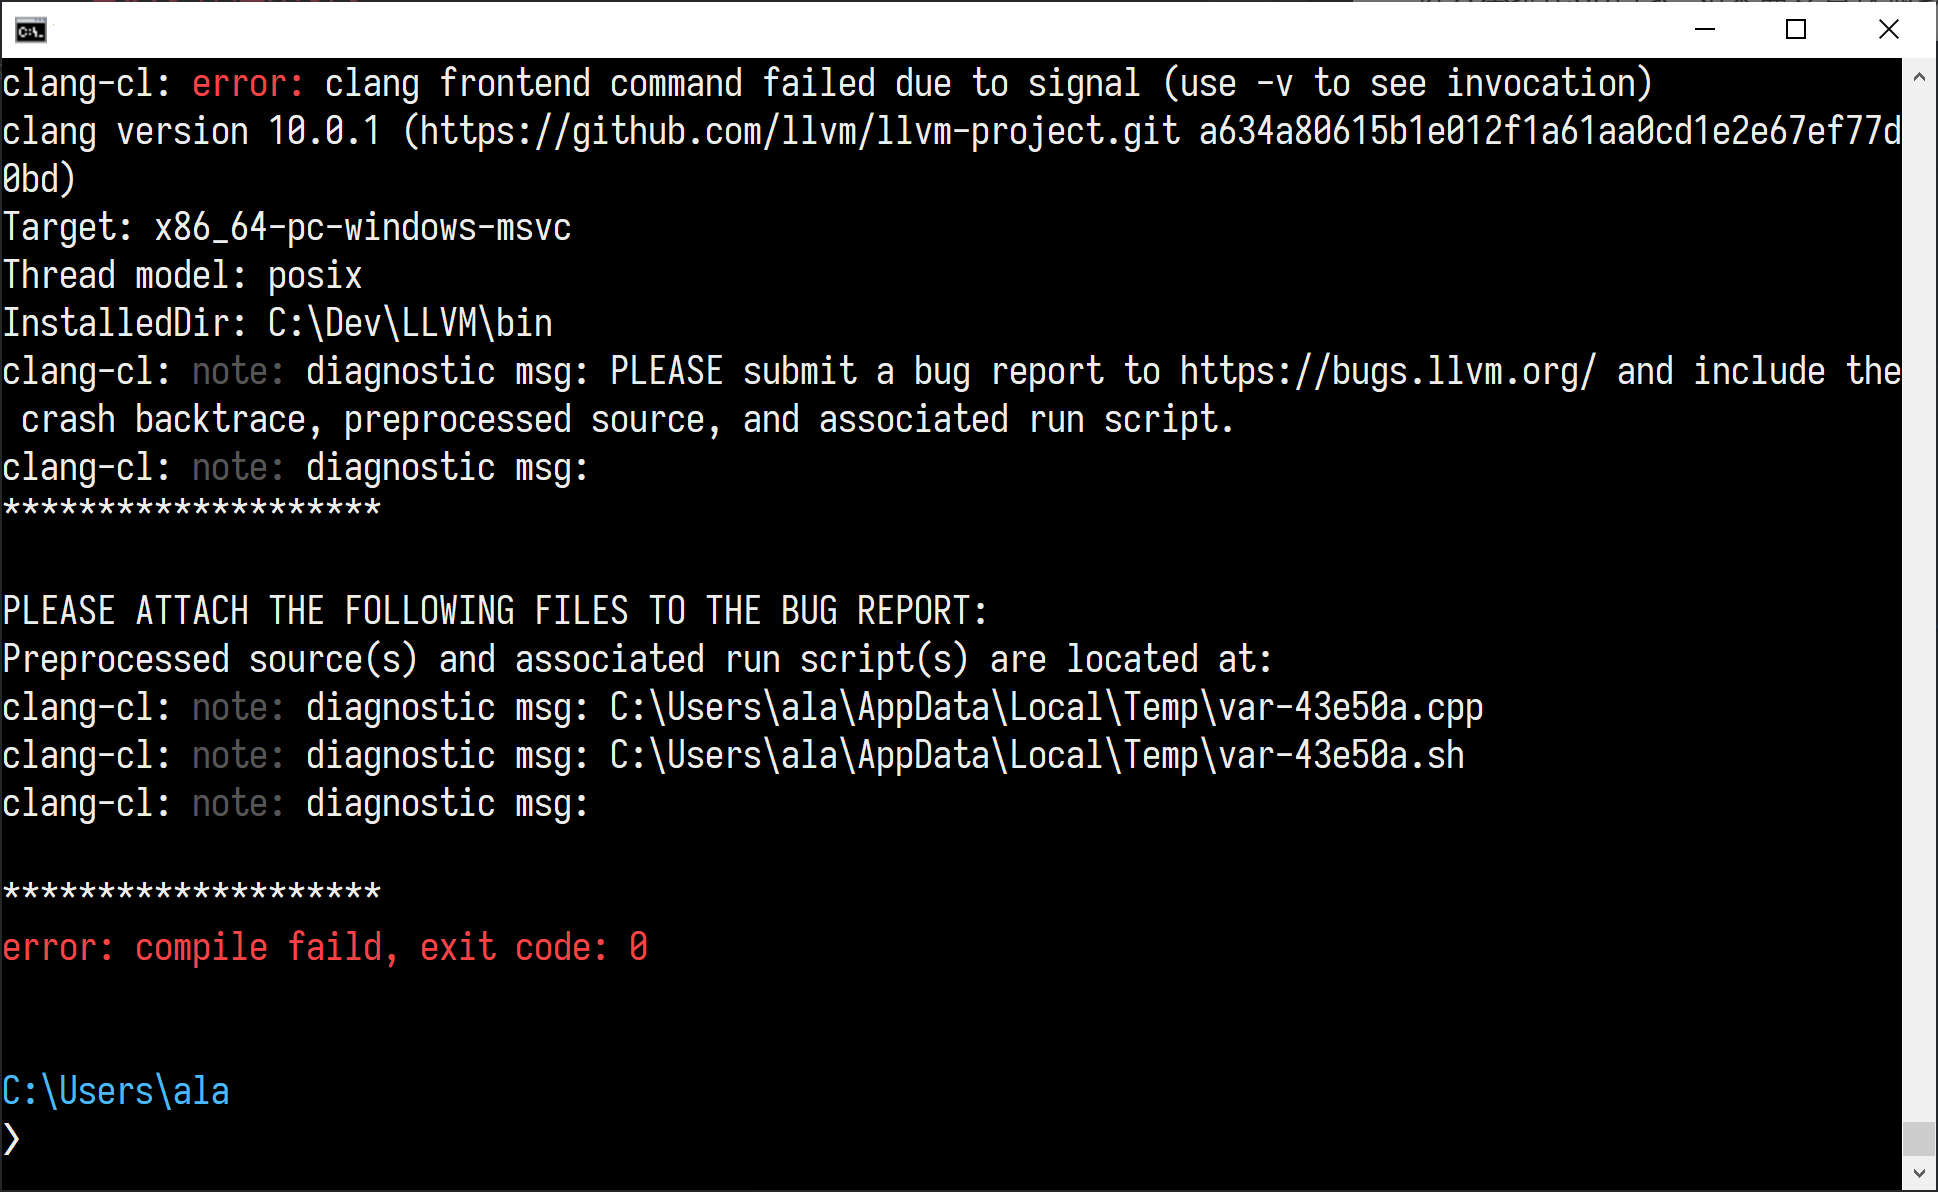 clang-cl: error: clang frontend command failed due to signal (use -v to see invocation)
clang version 10.0.1 (https://github.com/llvm/llvm-project.git a634a80615b1e012f1a61aa0cd1e2e67ef77d
0bd)
Target: x86_64-pc-windows-msvc
Thread model: posix
InstalledDir: C:\Dev\LLVM\bin
clang-cl: note: diagnostic msg: PLEASE submit a bug report to https://bugs.llvm.org/ and include the
 crash backtrace, preprocessed source, and associated run script.
clang-cl: note: diagnostic msg:
********************

PLEASE ATTACH THE FOLLOWING FILES TO THE BUG REPORT:
Preprocessed source(s) and associated run script(s) are located at:
clang-cl: note: diagnostic msg: C:\Users\ala\AppData\Local\Temp\var-43e50a.cpp
clang-cl: note: diagnostic msg: C:\Users\ala\AppData\Local\Temp\var-43e50a.sh
clang-cl: note: diagnostic msg:

********************
error: compile faild, exit code: 0

C:\Users\ala
❯